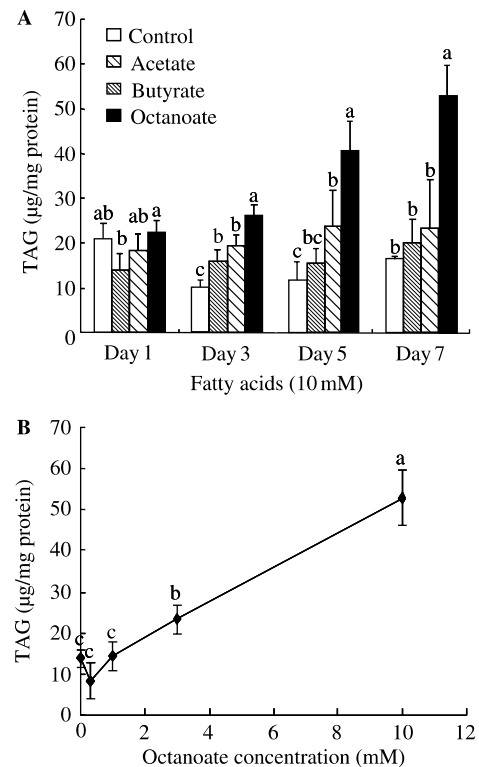 A
70
60
50
40
30
20
10
0
TAG (µg/mg protein)
Control
Acetate
Butyrate
Octanoate
ab b ab a
c b b a
c bc b a
b b b a
Day 1 Day 3 Day 5 Day 7
Fatty acids (10 mM)
B
70
60
50
40
30
20
10
0
TAG (µg/mg protein)
c c c b a
0 2 4 6 8 10 12
Octanoate concentration (mM)